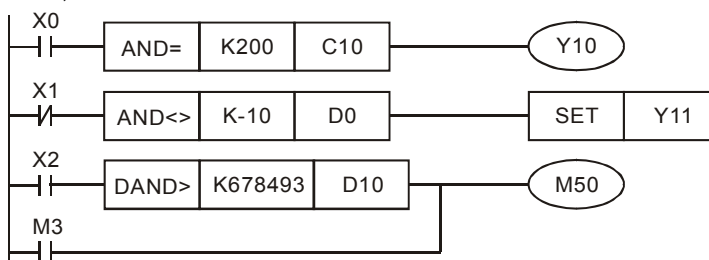 X0
AND= K200 C10 Y10
X1
AND<> K-10 D0 SET Y11
X2
DAND> K678493 D10 M50
M3